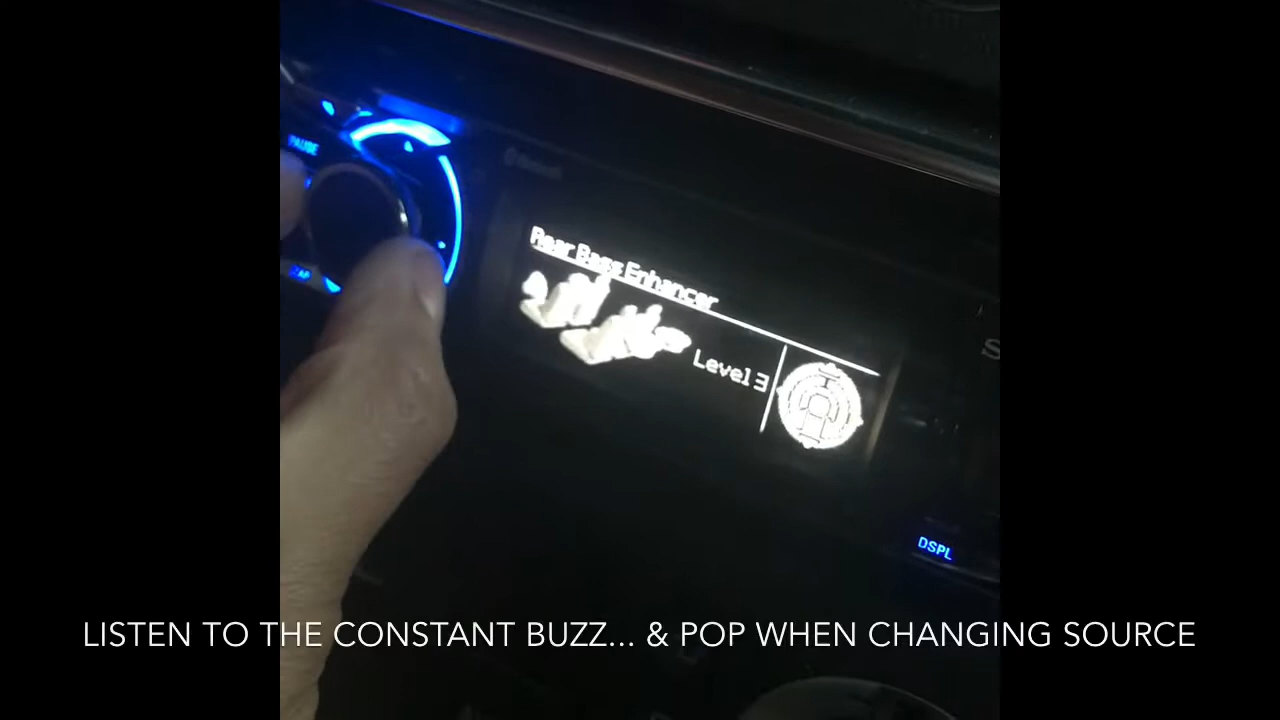 PAUSE
Rear Bass Enhancer
Level 3
S
DSPL
LISTEN TO THE CONSTANT BUZZ... & POP WHEN CHANGING SOURCE